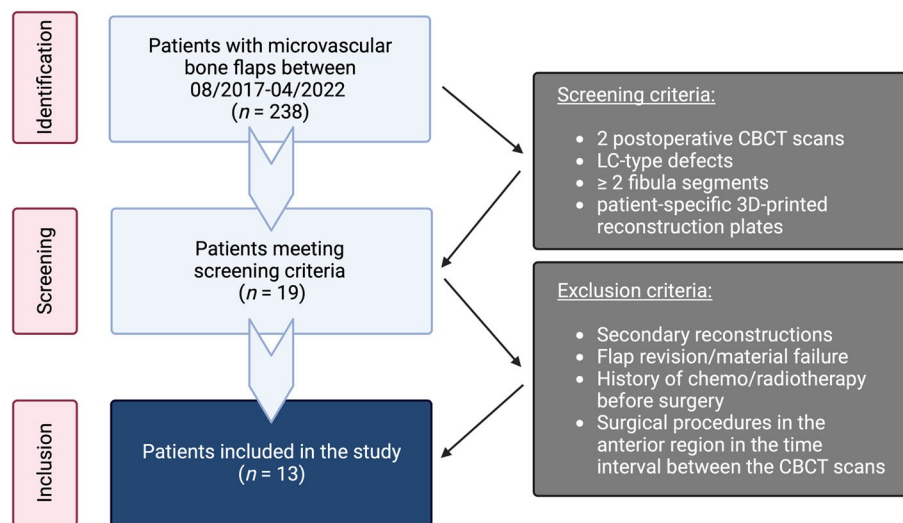 Identification
Patients with microvascular
bone flaps between
08/2017-04/2022
(n = 238)
Screening criteria:
• 2 postoperative CBCT scans
• LC-type defects
• ≥ 2 fibula segments
• patient-specific 3D-printed
reconstruction plates
Screening
Patients meeting
screening criteria
(n = 19)
Exclusion criteria:
• Secondary reconstructions
• Flap revision/material failure
• History of chemo/radiotherapy
before surgery
• Surgical procedures in the
anterior region in the time
interval between the CBCT scans
Inclusion
Patients included in the study
(n = 13)